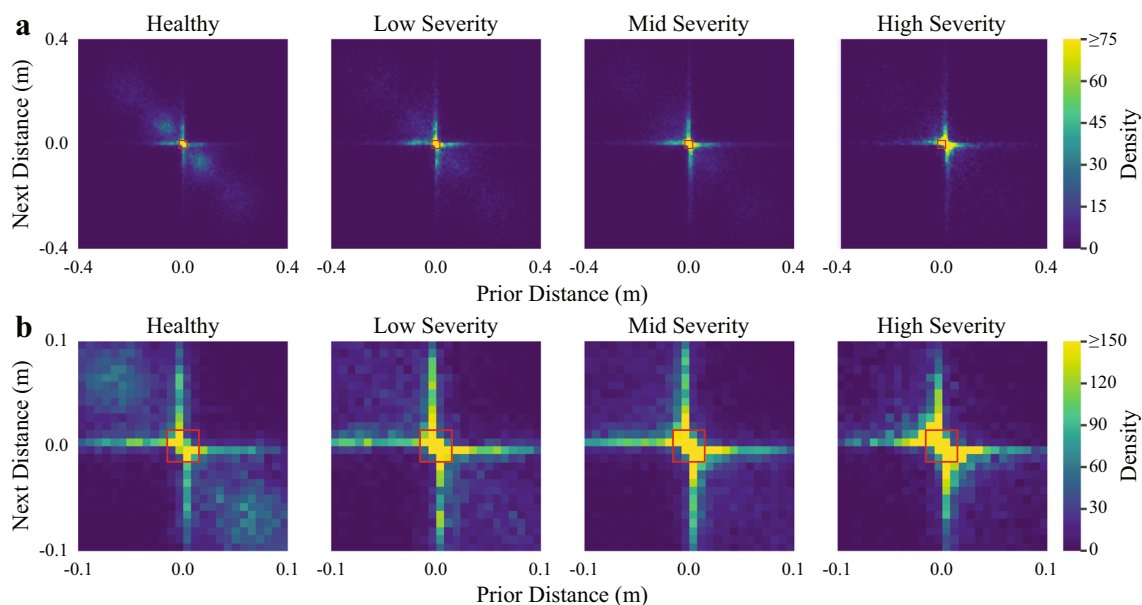 a
Healthy
Low Severity
Mid Severity
High Severity
Next Distance (m)
0.4
0.0
-0.4
-0.4 0.0 0.4
-0.4 0.0 0.4
-0.4 0.0 0.4
-0.4 0.0 0.4
Prior Distance (m)
≥75
60
45
30
15
0
Density
b
Healthy
Low Severity
Mid Severity
High Severity
Next Distance (m)
0.1
0.0
-0.1
-0.1 0.0 0.1
-0.1 0.0 0.1
-0.1 0.0 0.1
-0.1 0.0 0.1
Prior Distance (m)
≥150
120
90
60
30
0
Density